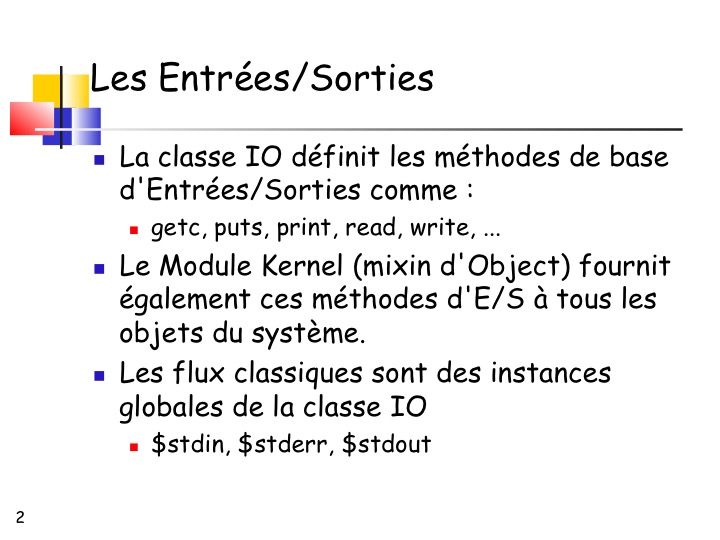 Les Entrées/Sorties
La classe IO définit les méthodes de base
d'Entrées/Sorties comme :
getc, puts, print, read, write, ...
Le Module Kernel (mixin d'Object) fournit
également ces méthodes d'E/S à tous les
objets du système.
Les flux classiques sont des instances
globales de la classe IO
$stdin, $stderr, $stdout
2